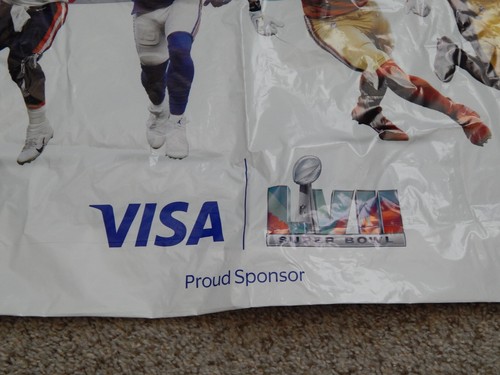 VISA
LVII
SUPER BOWL
Proud Sponsor